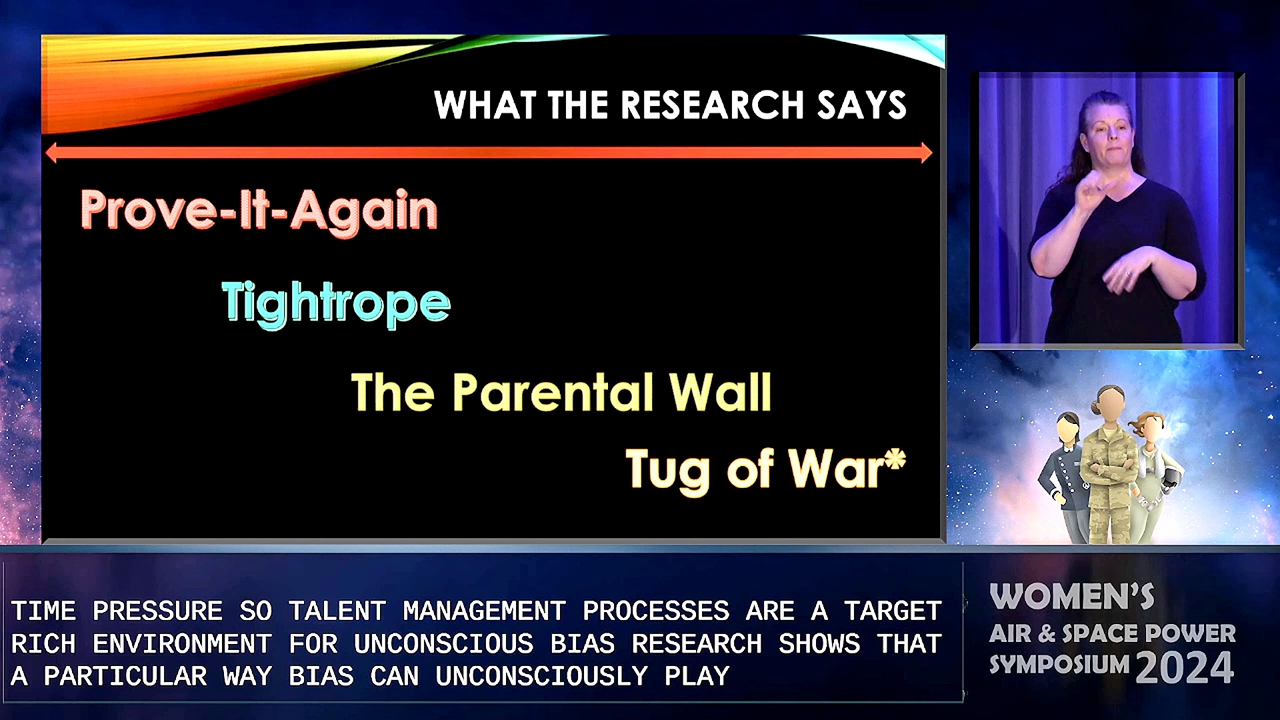 WHAT THE RESEARCH SAYS
Prove-It-Again
Tightrope
The Parental Wall
Tug of War*
TIME PRESSURE SO TALENT MANAGEMENT PROCESSES ARE A TARGET
RICH ENVIRONMENT FOR UNCONSCIOUS BIAS RESEARCH SHOWS THAT
A PARTICULAR WAY BIAS CAN UNCONSCIOUSLY PLAY
WOMEN'S
AIR & SPACE POWER
SYMPOSIUM 2024